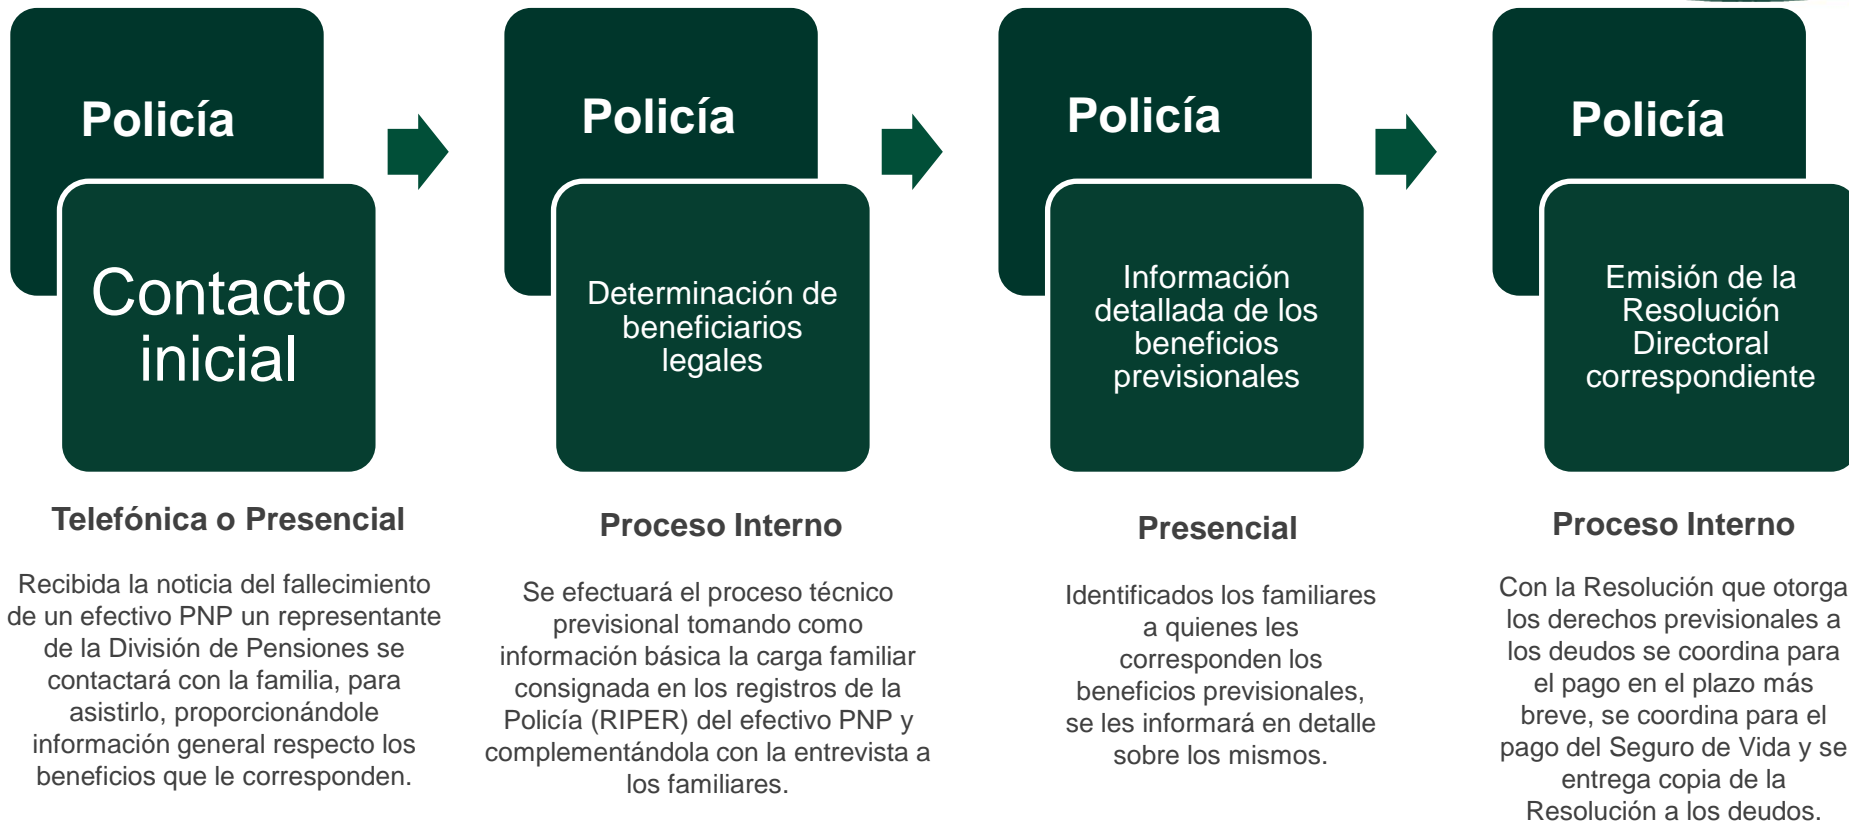 Policía
Contacto
inicial
Telefónica o Presencial
Recibida la noticia del fallecimiento
de un efectivo PNP un representante
de la División de Pensiones se
contactará con la familia, para
asistirlo, proporcionándole
información general respecto los
beneficios que le corresponden.
Policía
Determinación de
beneficiarios
legales
Proceso Interno
Se efectuará el proceso técnico
previsional tomando como
información básica la carga familiar
consignada en los registros de la
Policía (RIPER) del efectivo PNP y
complementándola con la entrevista a
los familiares.
Policía
Información
detallada de los
beneficios
previsionales
Presencial
Identificados los familiares
a quienes les
corresponden los
beneficios previsionales,
se les informará en detalle
sobre los mismos.
Policía
Emisión de la
Resolución
Directoral
correspondiente
Proceso Interno
Con la Resolución que otorga
los derechos previsionales a
los deudos se coordina para
el pago en el plazo más
breve, se coordina para el
pago del Seguro de Vida y se
entrega copia de la
Resolución a los deudos.